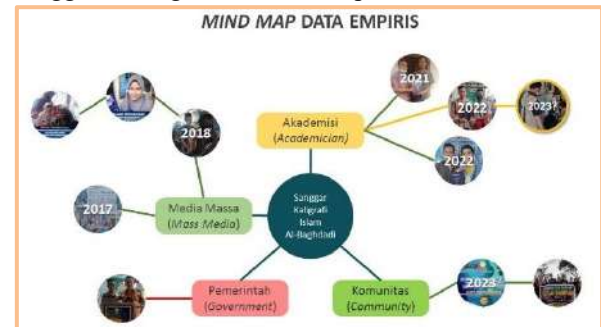 MIND MAP DATA EMPIRIS
2021
2022
2023?
2022
Akademisi
(Academician)
2018
2017
Media Massa
(Mass Media)
Sanggar
Kaligrafi
Islam
Al-Baghdadi
Pemerintah
(Government)
Komunitas
(Community)
2023